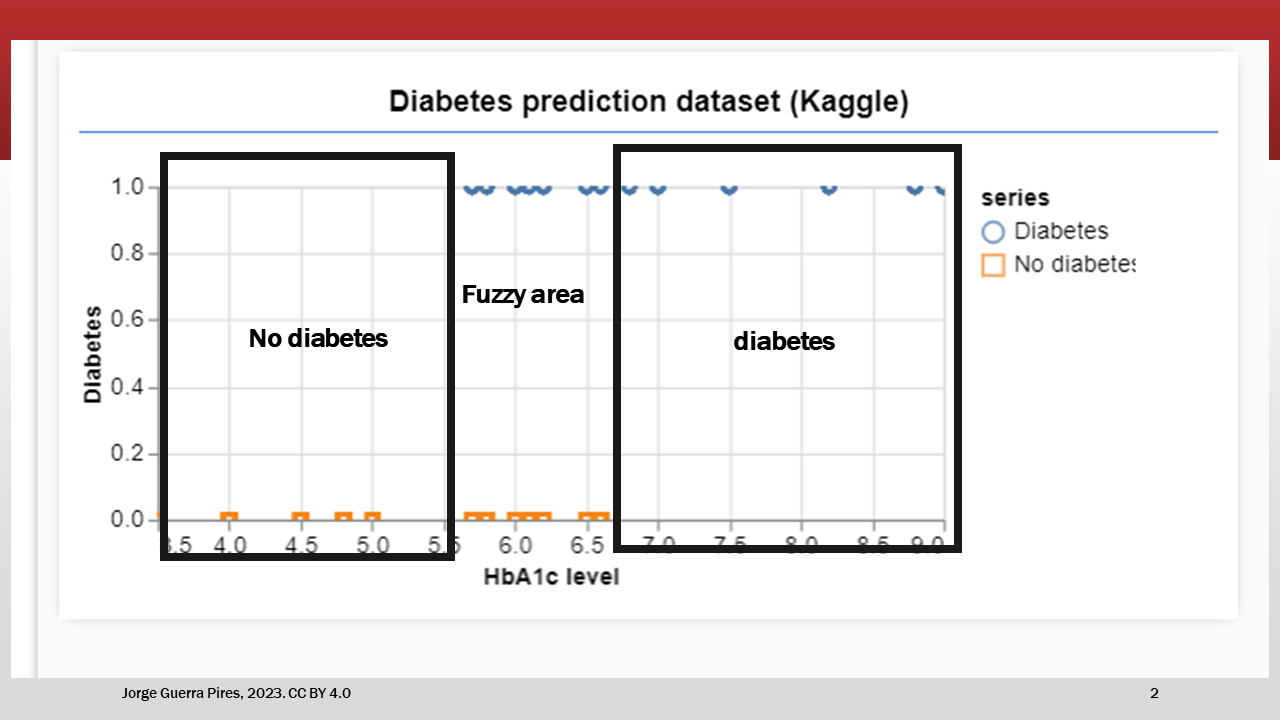 Diabetes prediction dataset (Kaggle)
1.0
0.8
0.6
0.4
0.2
0.0
Diabetes
No diabetes
Fuzzy area
diabetes
3.5 4.0 4.5 5.0 5.5 6.0 6.5 7.0 7.5 8.0 8.5 9.0
HbA1c level
series
Diabetes
No diabetes
Jorge Guerra Pires, 2023. CC BY 4.0
2